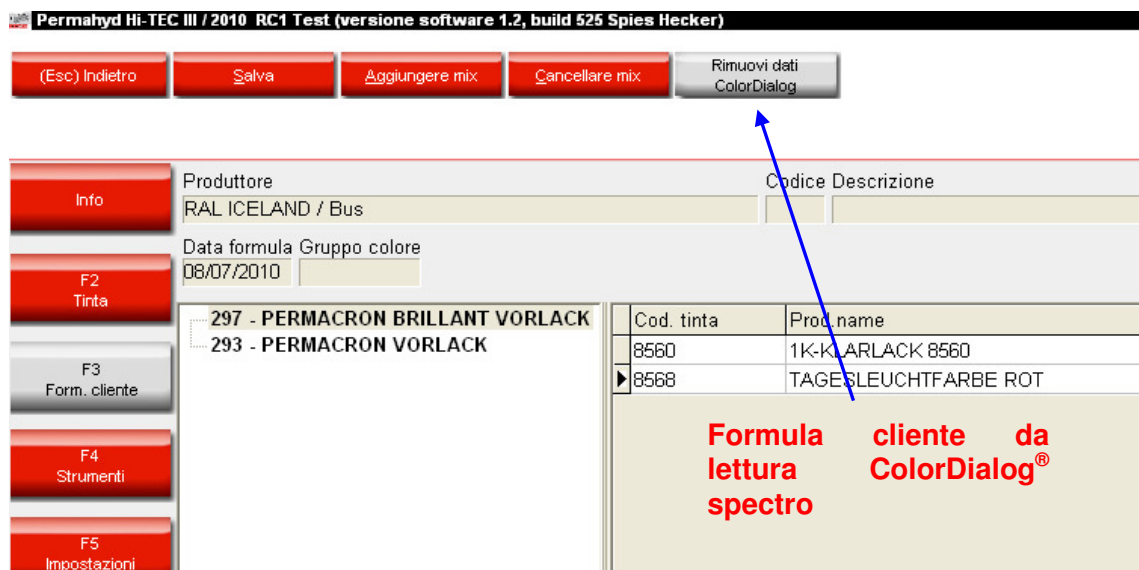 Permahyd Hi-TEC III / 2010 RC1 Test (versione software 1.2, build 525 Spies Hecker)
(Esc) Indietro
Salva
Aggiungere mix
Cancellare mix
Rimuovi dati
ColorDialog
Info
Produttore
Codice Descrizione
RAL ICELAND / Bus
Data formula Gruppo colore
08/07/2010
F2
Tinta
297 - PERMACRON BRILLANT VORLACK
293 - PERMACRON VORLACK
Cod. tinta
Prod.name
8560
1K-KLARLACK 8560
8568
TAGESLEUCHTFARBE ROT
F3
Form. cliente
F4
Strumenti
F5
Impostazioni
Formula cliente da
lettura ColorDialog®
spectro